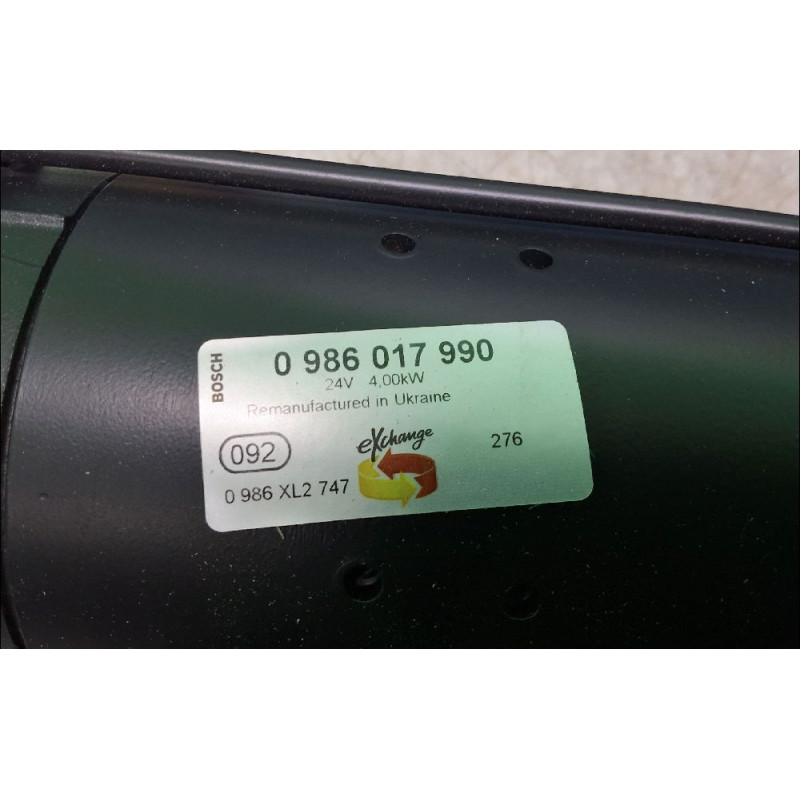 BOSCH
0 986 017 990
24V 4,00kW
Remanufactured in Ukraine
092
eXchange
276
0 986 XL2 747